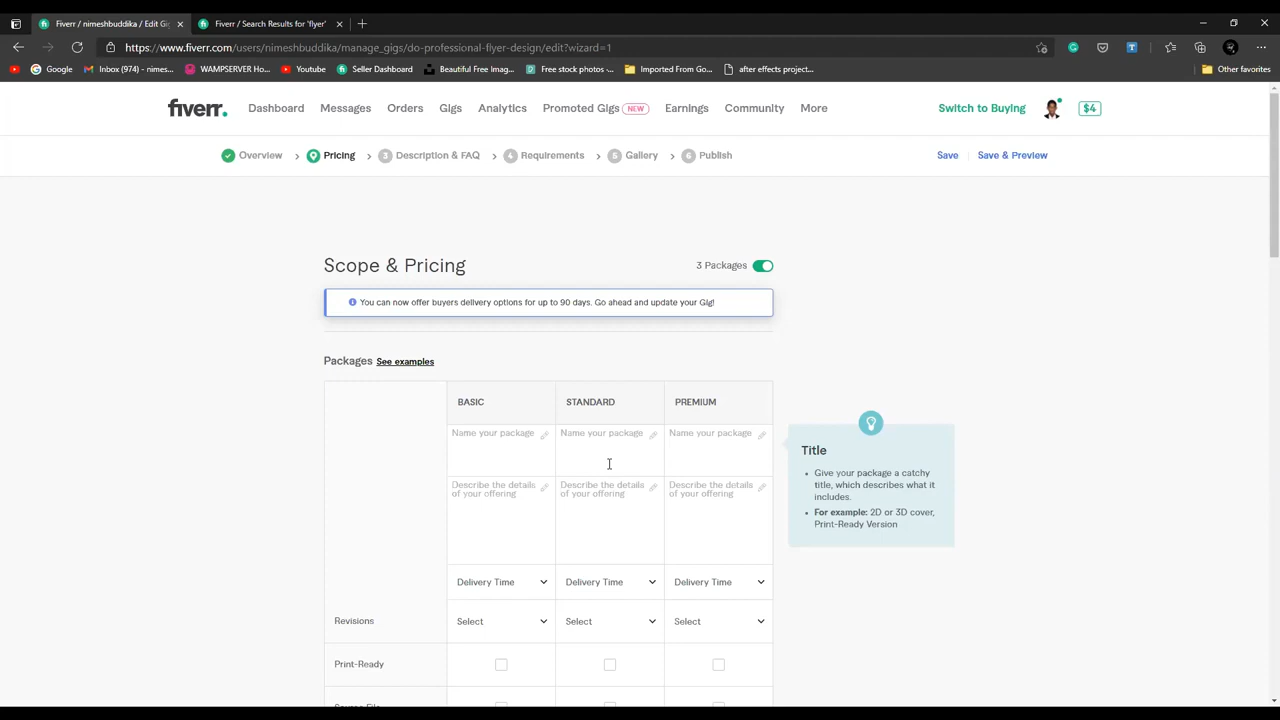 Fiverr / nimeshbuddika / Edit Gi
Fiverr / Search Results for 'flyer'
https://www.fiverr.com/users/nimeshbuddika/manage_gigs/do-professional-flyer-design/edit?wizard=1
Google
Inbox (974) - nimes...
WAMPSERVER Ho...
Youtube
Seller Dashboard
Beautiful Free Imag...
Free stock photos -...
Imported From Go...
after effects project...
Other favorites
fiverr.
Dashboard
Messages
Orders
Gigs
Analytics
Promoted Gigs NEW
Earnings
Community
More
Switch to Buying
$4
Overview
Pricing
3 Description & FAQ
4 Requirements
5 Gallery
6 Publish
Save
Save & Preview
Scope & Pricing
3 Packages
You can now offer buyers delivery options for up to 90 days. Go ahead and update your Gig!
Packages See examples
BASIC STANDARD PREMIUM
Name your package Name your package Name your package
Describe the details Describe the details Describe the details
of your offering of your offering of your offering
Delivery Time Delivery Time Delivery Time
Revisions Select Select Select
Print-Ready
Title
Give your package a catchy
title, which describes what it
includes.
For example: 2D or 3D cover,
Print-Ready Version